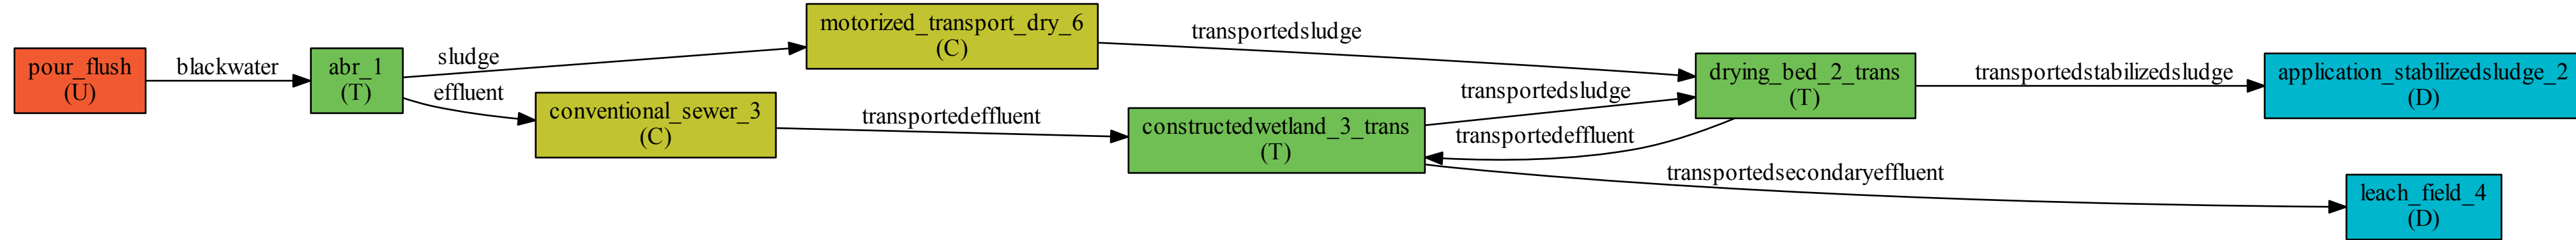 pour_flush
(U)
blackwater
abr_1
(T)
sludge
effluent
motorized_transport_dry_6
(C)
conventional_sewer_3
(C)
transportedsludge
transportedeffluent
constructedwetland_3_trans
(T)
transportedsludge
transportedeffluent
drying_bed_2_trans
(T)
transportedstabilizedsludge
transportedsecondaryeffluent
application_stabilizedsludge_2
(D)
leach_field_4
(D)